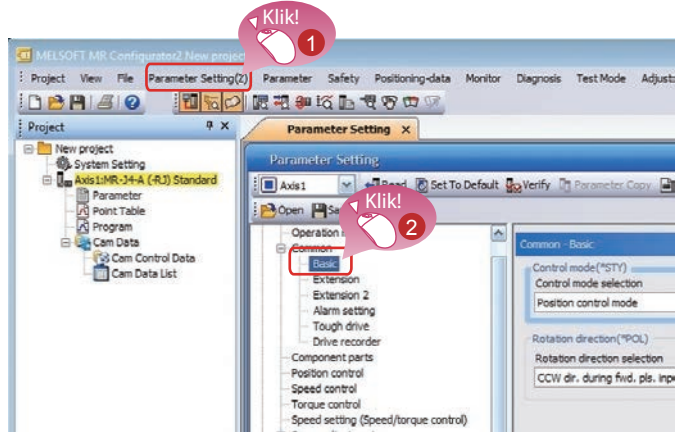 Klik!
1
MELSOFT MR Configurator2 New project
Project View File Parameter Setting(Z) Parameter Safety Positioning-data Monitor Diagnosis Test Mode Adjust
Project
Parameter Setting
New project
System Setting
Axis1:MR-J4-A (-RJ) Standard
Parameter
Point Table
Program
Cam Data
Cam Control Data
Cam Data List
Parameter Setting
Axis1 Read Set To Default Verify Parameter Copy
Open
Klik!
2
Operation
Common
Basic
Extension
Extension 2
Alarm setting
Tough drive
Drive recorder
Component parts
Position control
Speed control
Torque control
Speed setting (Speed/torque control)
Common - Basic
Control mode(*STY)
Control mode selection
Position control mode
Rotation direction(*POL)
Rotation direction selection
CCW dir. during fwd. pls.